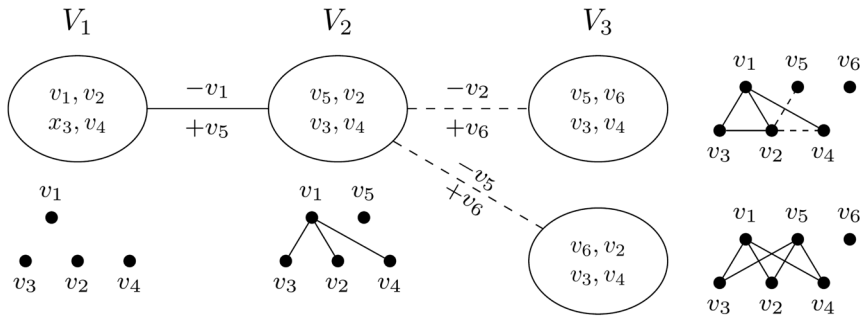 V₁ V₂ V₃
v₁, v₂
x₃, v₄
−v₁
+v₅
v₅, v₂
v₃, v₄
−v₂
+v₆
v₅, v₆
v₃, v₄
v₁ v₅ v₆
v₃ v₂ v₄
−v₅
+v₆
v₁
v₃ v₂ v₄
v₁ v₅
v₃ v₂ v₄
v₆, v₂
v₃, v₄
v₁ v₅ v₆
v₃ v₂ v₄